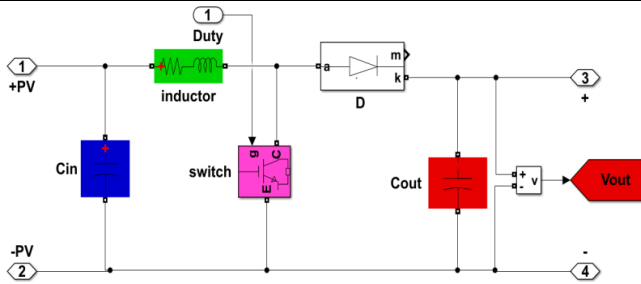 1
Duty
1
+PV
inductor
a
m
k
D
3
+
Cin
+
switch
g
C
E
Cout
+
-
v
Vout
-PV
2
-
4